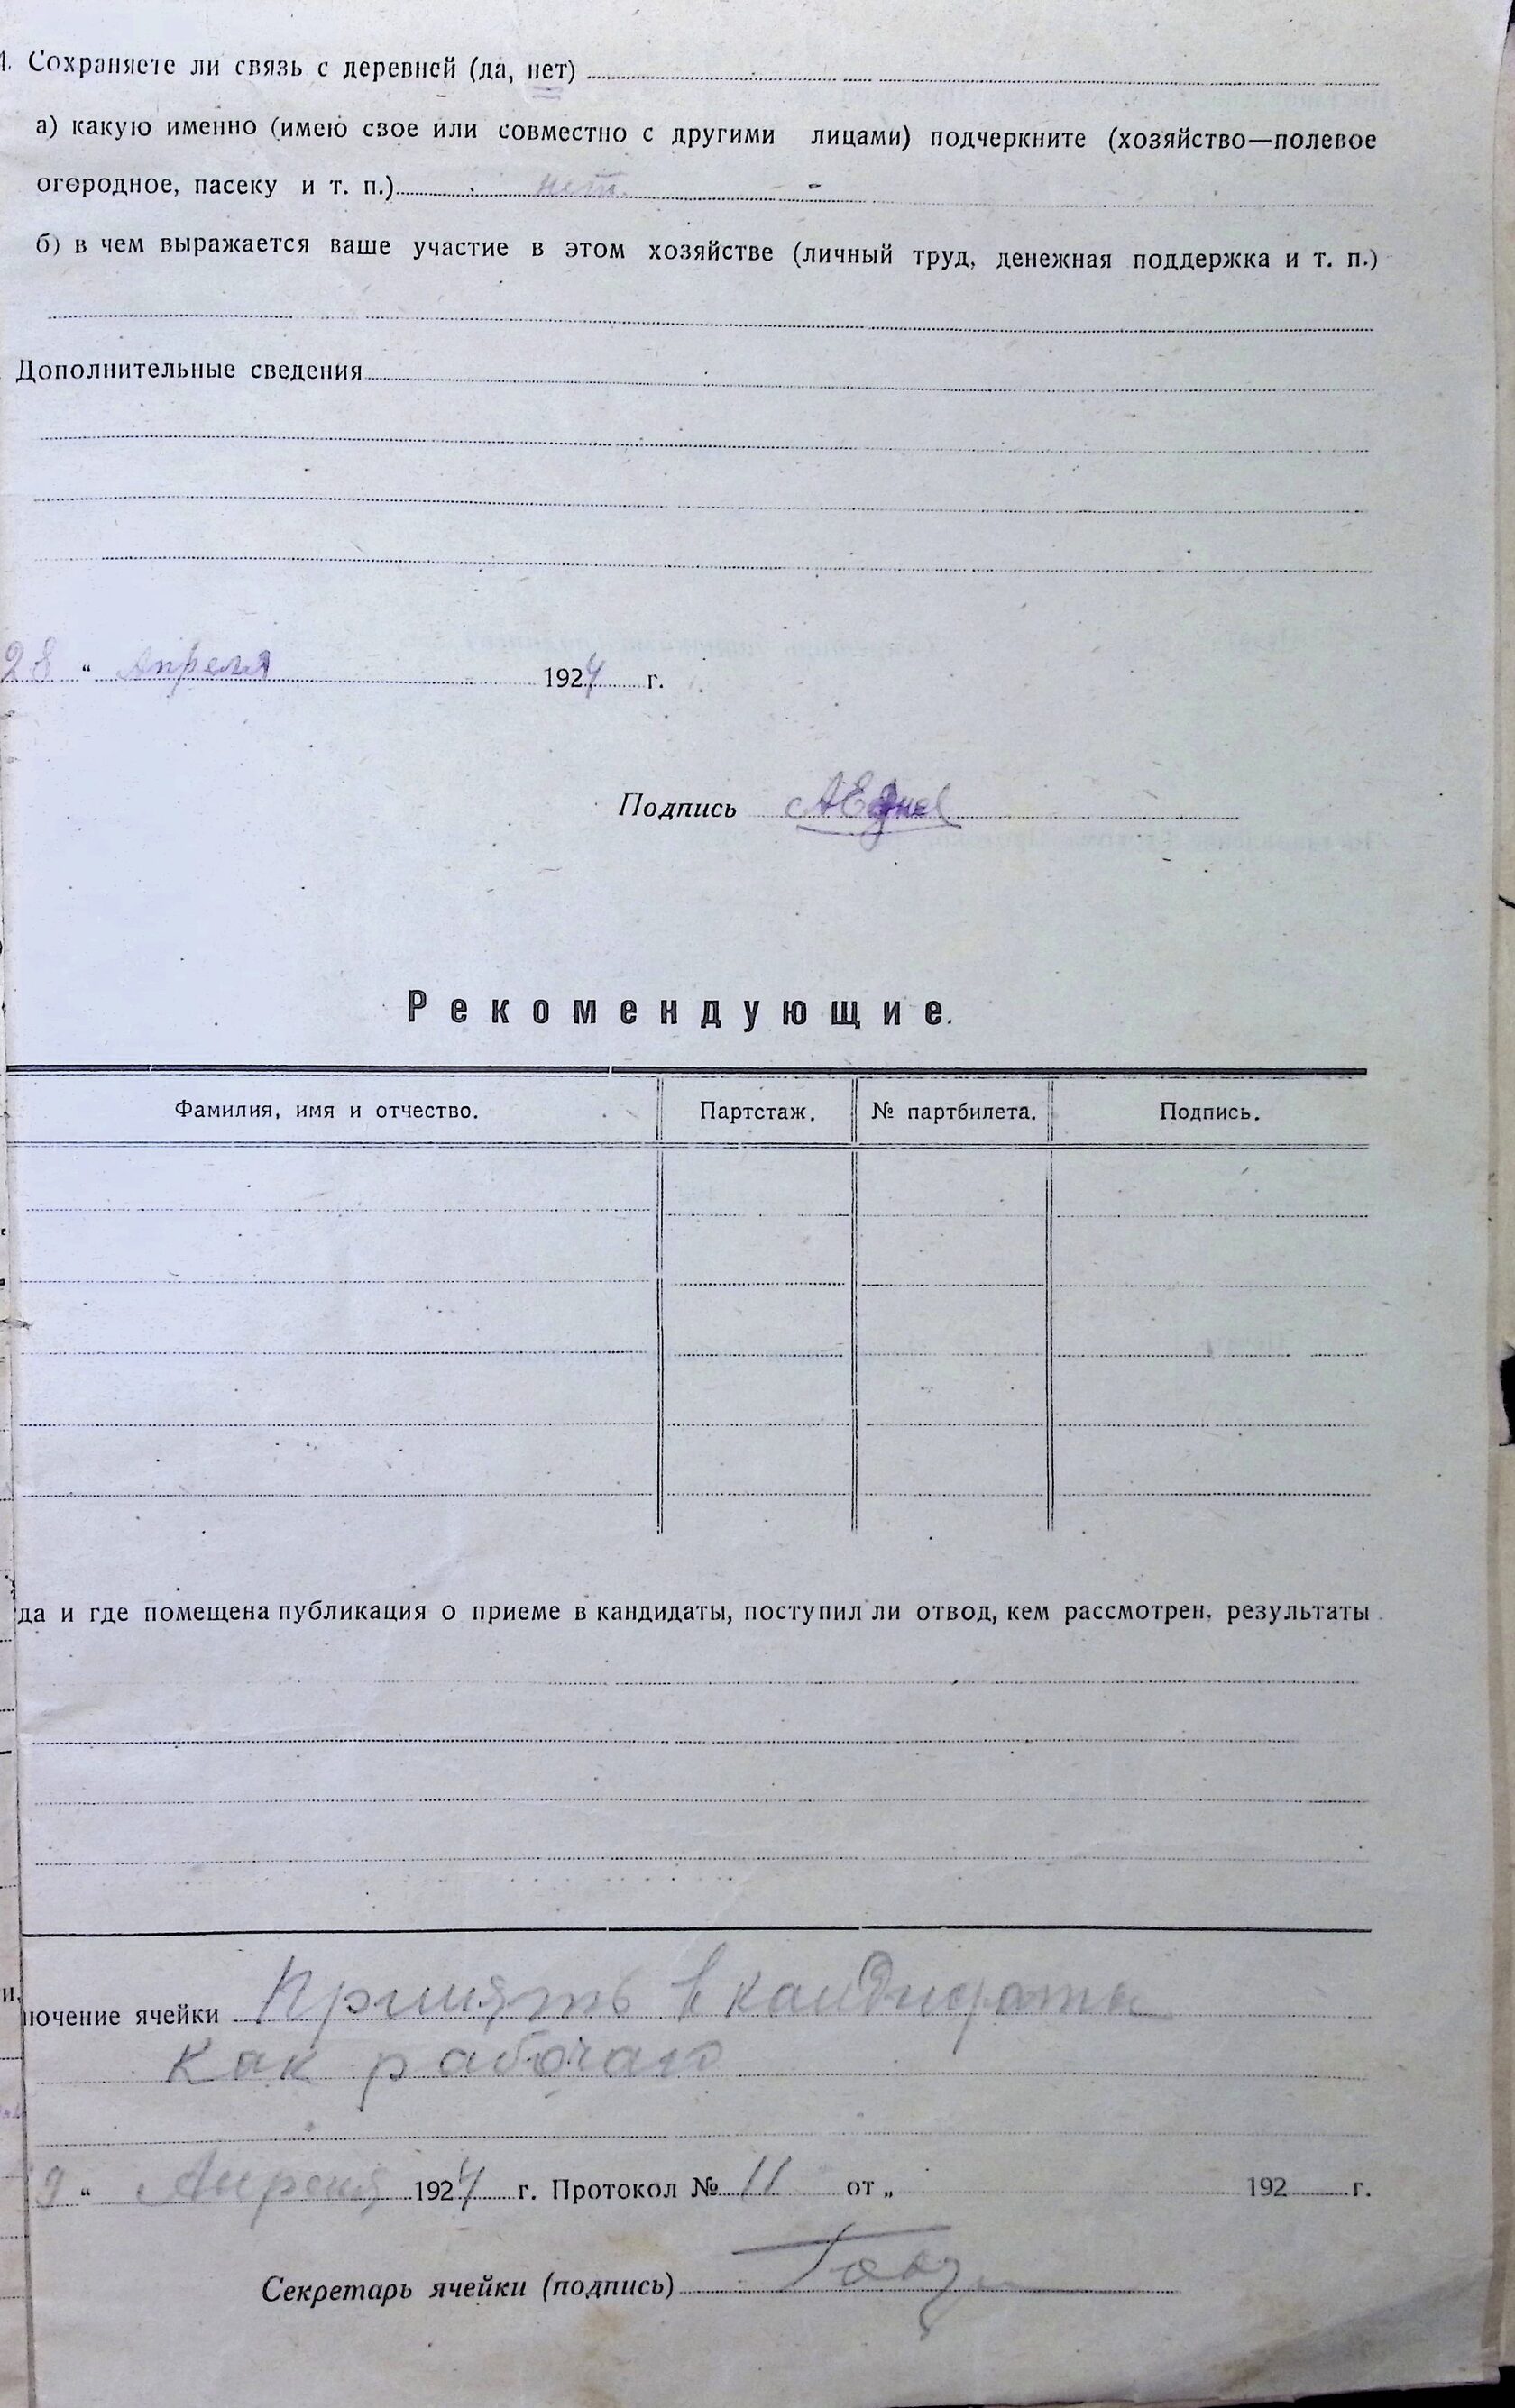 1. Сохраняете ли связь с деревней (да, нет)
а) какую именно (имею свое или совместно с другими лицами) подчеркните (хозяйство—полевое
огородное, пасеку и т. п.) нет.
б) в чем выражается ваше участие в этом хозяйстве (личный труд, денежная поддержка и т. п.)
Дополнительные сведения
28 " Апреля 1924 г.
Подпись
Рекомендующие.
Фамилия, имя и отчество. Партстаж. № партбилета. Подпись.
да и где помещена публикация о приеме в кандидаты, поступил ли отвод, кем рассмотрен, результаты
лючение ячейки Принять в кандидаты
как рабочего
9 " Апреля 1924 г. Протокол № 11 от „ 192 г.
Секретарь ячейки (подпись)